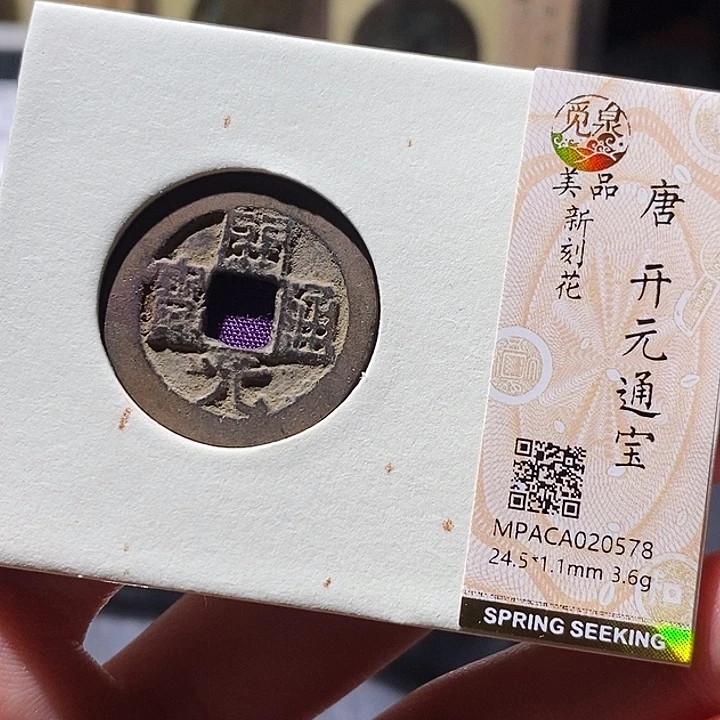 開元通寳
觅泉
美品
新刻花
唐 开元通宝
MPACA020578
24.5*1.1mm 3.6g
SPRING SEEKING